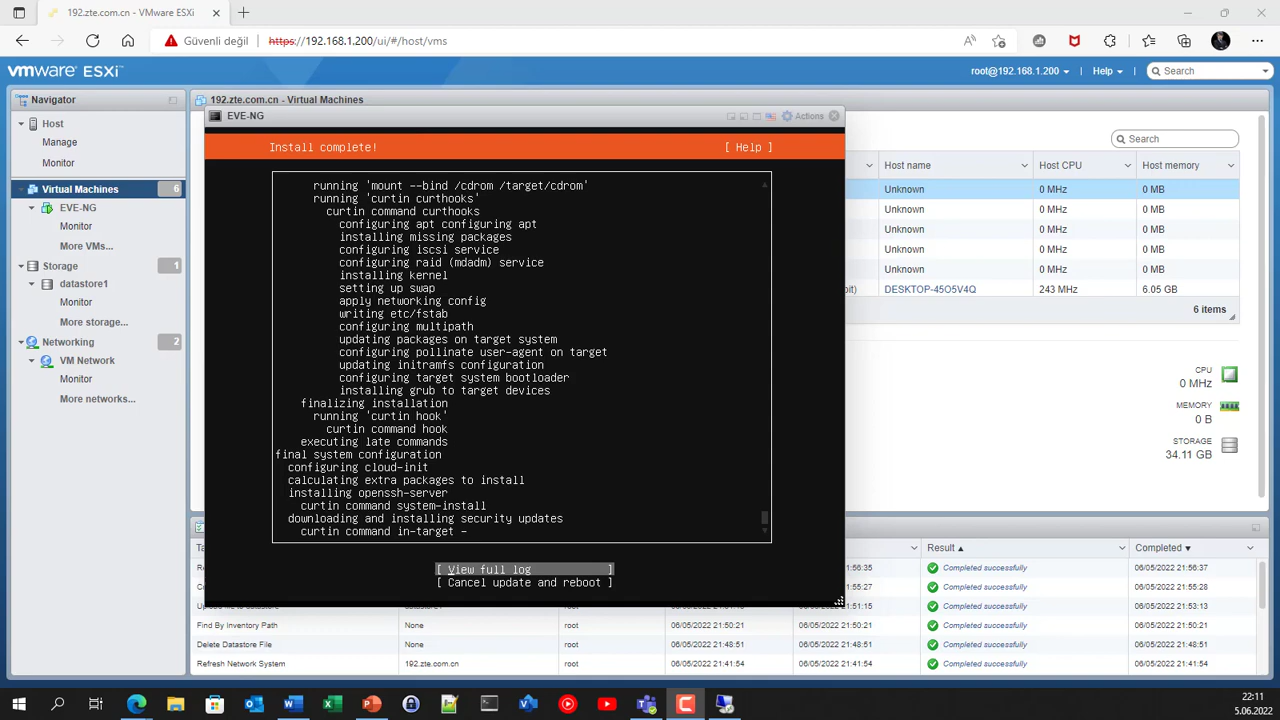 192.zte.com.cn - VMware ESXi
Güvenli değil
https://192.168.1.200/ui/#/host/vms
vmware ESXi
root@192.168.1.200
Help
Search
Navigator
192.zte.com.cn - Virtual Machines
Host
Manage
Monitor
Virtual Machines 6
EVE-NG
Monitor
More VMs...
Storage 1
datastore1
Monitor
More storage...
Networking 2
VM Network
Monitor
More networks...
EVE-NG
Actions
Install complete!
[ Help ]
running 'mount --bind /cdrom /target/cdrom'
running 'curtin curthooks'
curtin command curthooks
configuring apt configuring apt
installing missing packages
configuring iscsi service
configuring raid (mdadm) service
installing kernel
setting up swap
apply networking config
writing etc/fstab
configuring multipath
updating packages on target system
configuring pollinate user-agent on target
updating initramfs configuration
configuring target system bootloader
installing grub to target devices
finalizing installation
running 'curtin hook'
curtin command hook
executing late commands
final system configuration
configuring cloud-init
calculating extra packages to install
installing openssh-server
curtin command system-install
downloading and installing security updates
curtin command in-target -
[ View full log ]
[ Cancel update and reboot ]
Search
Host name Host CPU Host memory
Unknown 0 MHz 0 MB
Unknown 0 MHz 0 MB
Unknown 0 MHz 0 MB
Unknown 0 MHz 0 MB
Unknown 0 MHz 0 MB
bit) DESKTOP-45O5V4Q 243 MHz 6.05 GB
6 items
CPU
0 MHz
MEMORY
0 B
STORAGE
34.11 GB
Result Completed
Completed successfully 06/05/2022 21:56:37
Completed successfully 06/05/2022 21:55:28
Completed successfully 06/05/2022 21:53:13
Find By Inventory Path None root 06/05/2022 21:50:21 06/05/2022 21:50:21 Completed successfully 06/05/2022 21:50:21
Delete Datastore File None root 06/05/2022 21:48:51 06/05/2022 21:48:51 Completed successfully 06/05/2022 21:48:51
Refresh Network System 192.zte.com.cn root 06/05/2022 21:41:54 06/05/2022 21:41:54 Completed successfully 06/05/2022 21:41:54
22:11
5.06.2022